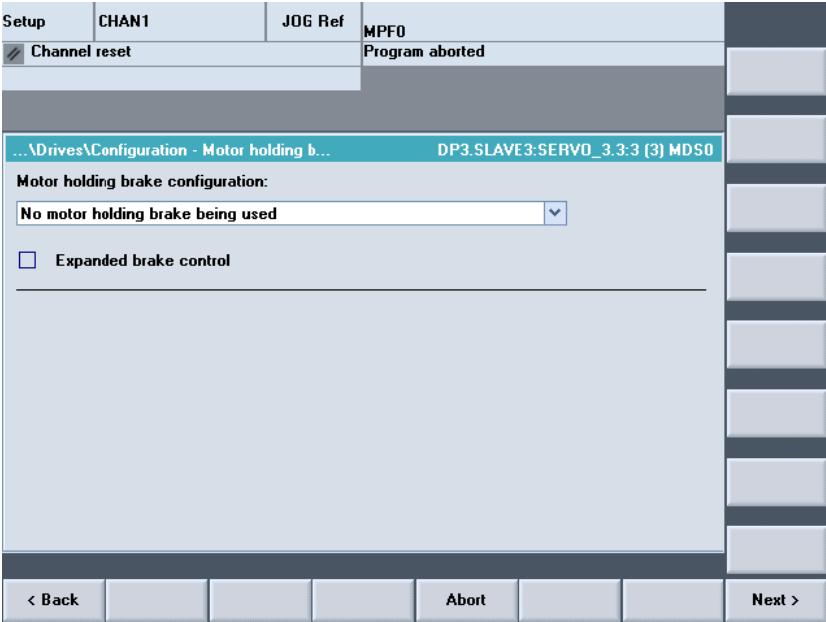 Setup CHAN1 JOG Ref MPF0
Channel reset Program aborted
...\Drives\Configuration - Motor holding b... DP3.SLAVE3:SERVO_3.3:3 (3) MDS0
Motor holding brake configuration:
No motor holding brake being used
Expanded brake control
< Back Abort Next >